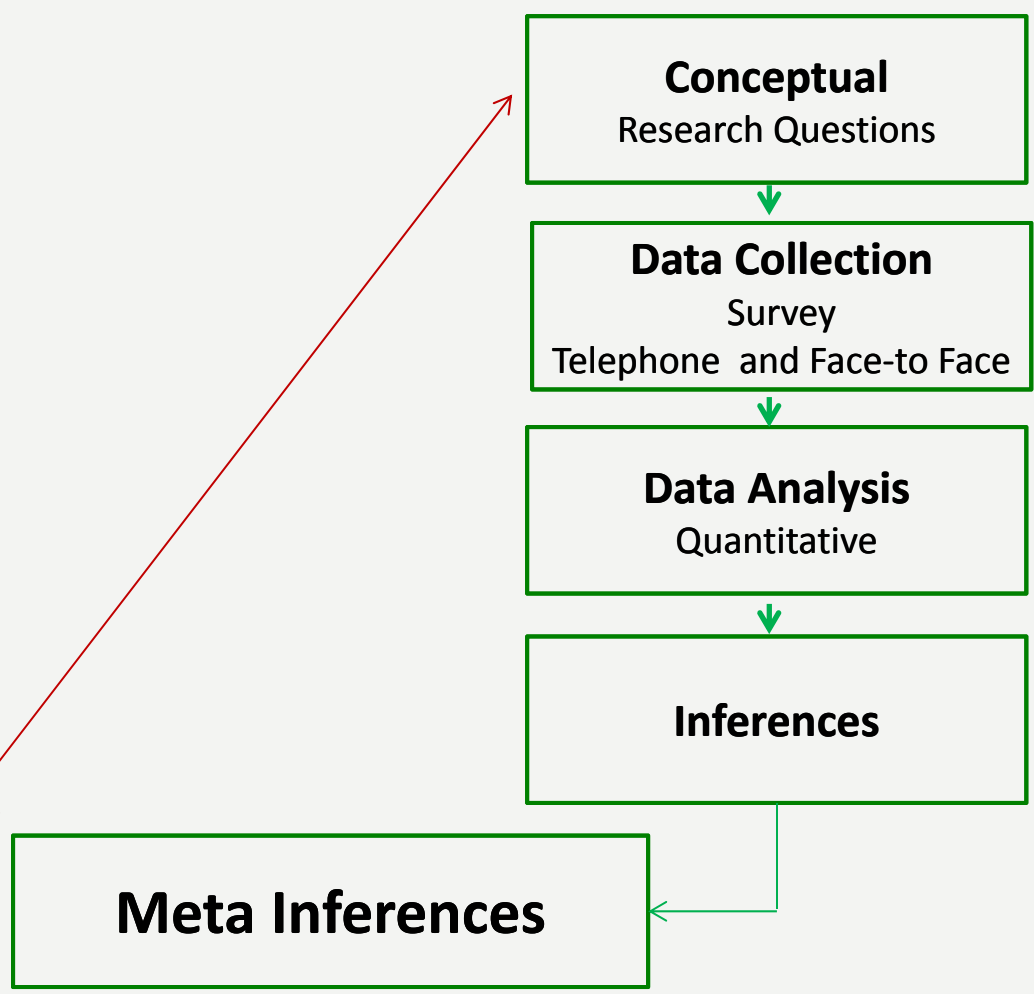 Conceptual
Research Questions
Data Collection
Survey
Telephone and Face-to Face
Data Analysis
Quantitative
Inferences
Meta Inferences